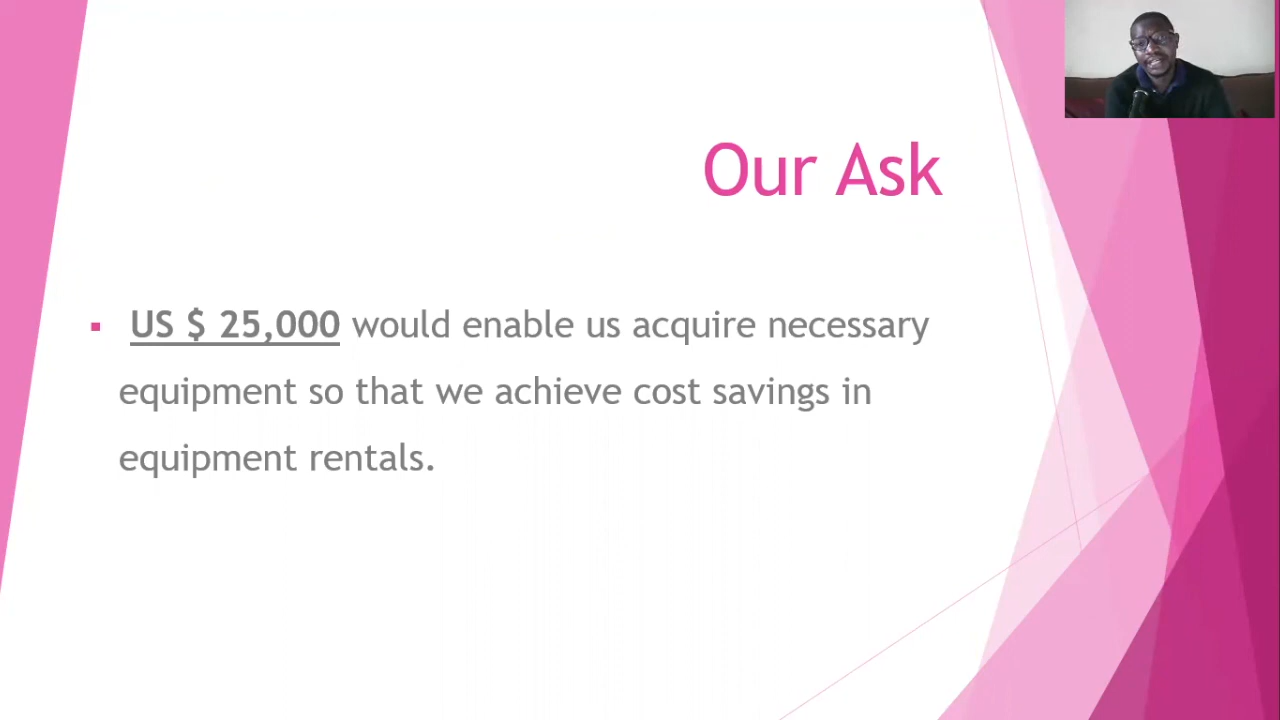 Our Ask
US $ 25,000 would enable us acquire necessary
equipment so that we achieve cost savings in
equipment rentals.